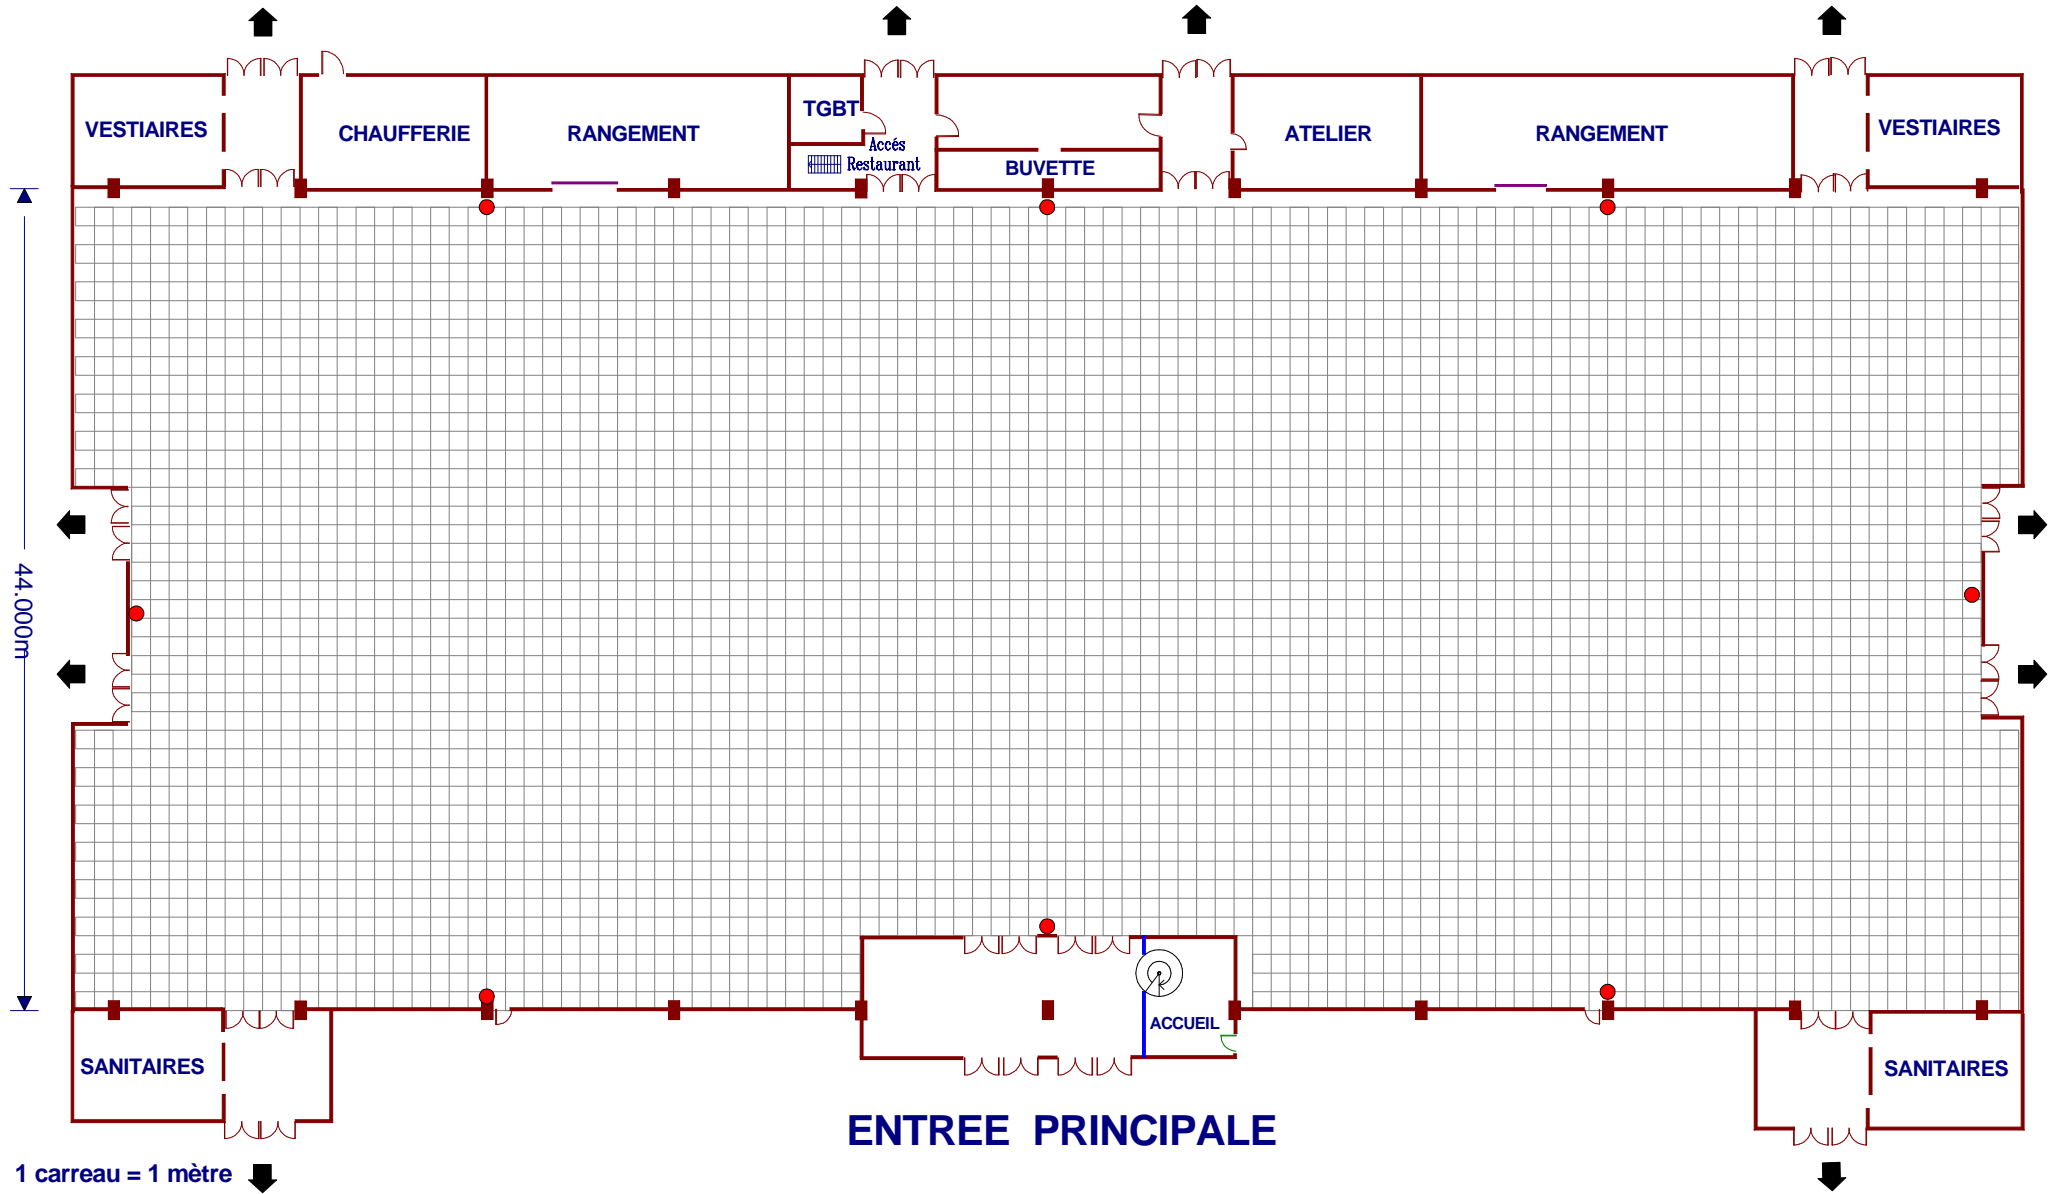 VESTIAIRES
CHAUFFERIE
RANGEMENT
TGBT
Accés
Restaurant
BUVETTE
ATELIER
RANGEMENT
VESTIAIRES
44.000m
ACCUEIL
SANITAIRES
SANITAIRES
ENTREE PRINCIPALE
1 carreau = 1 mètre